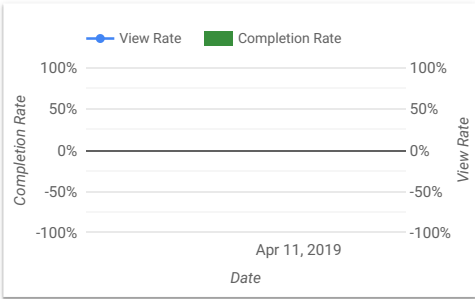 View Rate Completion Rate
100% 100%
50% 50%
0% 0%
-50% -50%
-100% -100%
Completion Rate
View Rate
Apr 11, 2019
Date